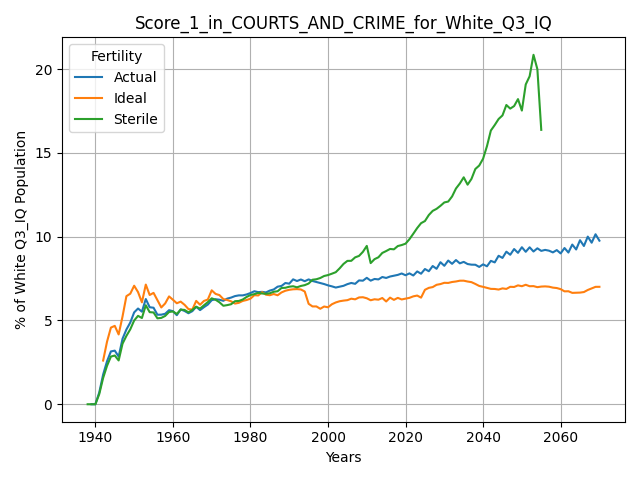 Score_1_in_COURTS_AND_CRIME_for_White_Q3_IQ
Fertility
Actual
Ideal
Sterile
% of White Q3_IQ Population
20
15
10
5
0
1940 1960 1980 2000 2020 2040 2060
Years